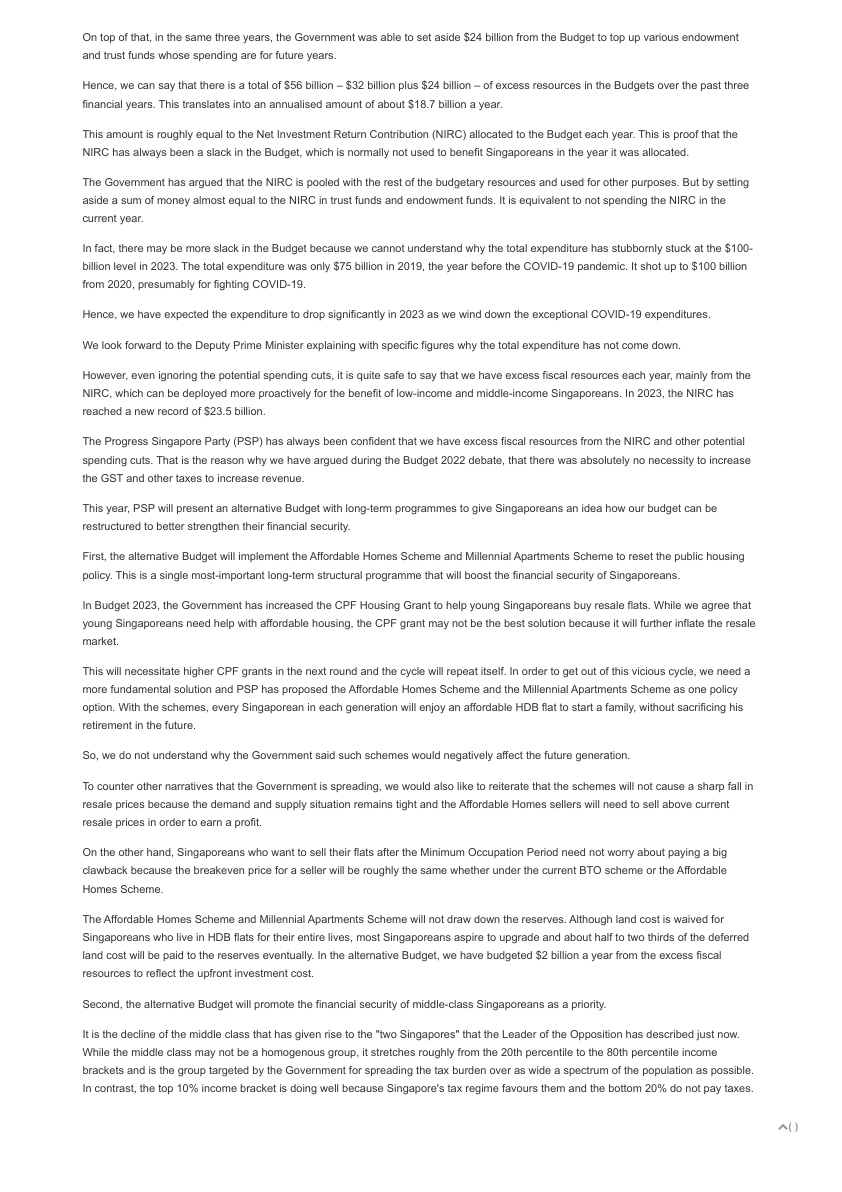 On top of that, in the same three years, the Government was able to set aside $24 billion from the Budget to top up various endowment
and trust funds whose spending are for future years.
Hence, we can say that there is a total of $56 billion – $32 billion plus $24 billion – of excess resources in the Budgets over the past three
financial years. This translates into an annualised amount of about $18.7 billion a year.
This amount is roughly equal to the Net Investment Return Contribution (NIRC) allocated to the Budget each year. This is proof that the
NIRC has always been a slack in the Budget, which is normally not used to benefit Singaporeans in the year it was allocated.
The Government has argued that the NIRC is pooled with the rest of the budgetary resources and used for other purposes. But by setting
aside a sum of money almost equal to the NIRC in trust funds and endowment funds. It is equivalent to not spending the NIRC in the
current year.
In fact, there may be more slack in the Budget because we cannot understand why the total expenditure has stubbornly stuck at the $100-
billion level in 2023. The total expenditure was only $75 billion in 2019, the year before the COVID-19 pandemic. It shot up to $100 billion
from 2020, presumably for fighting COVID-19.
Hence, we have expected the expenditure to drop significantly in 2023 as we wind down the exceptional COVID-19 expenditures.
We look forward to the Deputy Prime Minister explaining with specific figures why the total expenditure has not come down.
However, even ignoring the potential spending cuts, it is quite safe to say that we have excess fiscal resources each year, mainly from the
NIRC, which can be deployed more proactively for the benefit of low-income and middle-income Singaporeans. In 2023, the NIRC has
reached a new record of $23.5 billion.
The Progress Singapore Party (PSP) has always been confident that we have excess fiscal resources from the NIRC and other potential
spending cuts. That is the reason why we have argued during the Budget 2022 debate, that there was absolutely no necessity to increase
the GST and other taxes to increase revenue.
This year, PSP will present an alternative Budget with long-term programmes to give Singaporeans an idea how our budget can be
restructured to better strengthen their financial security.
First, the alternative Budget will implement the Affordable Homes Scheme and Millennial Apartments Scheme to reset the public housing
policy. This is a single most-important long-term structural programme that will boost the financial security of Singaporeans.
In Budget 2023, the Government has increased the CPF Housing Grant to help young Singaporeans buy resale flats. While we agree that
young Singaporeans need help with affordable housing, the CPF grant may not be the best solution because it will further inflate the resale
market.
This will necessitate higher CPF grants in the next round and the cycle will repeat itself. In order to get out of this vicious cycle, we need a
more fundamental solution and PSP has proposed the Affordable Homes Scheme and the Millennial Apartments Scheme as one policy
option. With the schemes, every Singaporean in each generation will enjoy an affordable HDB flat to start a family, without sacrificing his
retirement in the future.
So, we do not understand why the Government said such schemes would negatively affect the future generation.
To counter other narratives that the Government is spreading, we would also like to reiterate that the schemes will not cause a sharp fall in
resale prices because the demand and supply situation remains tight and the Affordable Homes sellers will need to sell above current
resale prices in order to earn a profit.
On the other hand, Singaporeans who want to sell their flats after the Minimum Occupation Period need not worry about paying a big
clawback because the breakeven price for a seller will be roughly the same whether under the current BTO scheme or the Affordable
Homes Scheme.
The Affordable Homes Scheme and Millennial Apartments Scheme will not draw down the reserves. Although land cost is waived for
Singaporeans who live in HDB flats for their entire lives, most Singaporeans aspire to upgrade and about half to two thirds of the deferred
land cost will be paid to the reserves eventually. In the alternative Budget, we have budgeted $2 billion a year from the excess fiscal
resources to reflect the upfront investment cost.
Second, the alternative Budget will promote the financial security of middle-class Singaporeans as a priority.
It is the decline of the middle class that has given rise to the "two Singapores" that the Leader of the Opposition has described just now.
While the middle class may not be a homogenous group, it stretches roughly from the 20th percentile to the 80th percentile income
brackets and is the group targeted by the Government for spreading the tax burden over as wide a spectrum of the population as possible.
In contrast, the top 10% income bracket is doing well because Singapore's tax regime favours them and the bottom 20% do not pay taxes.
( )